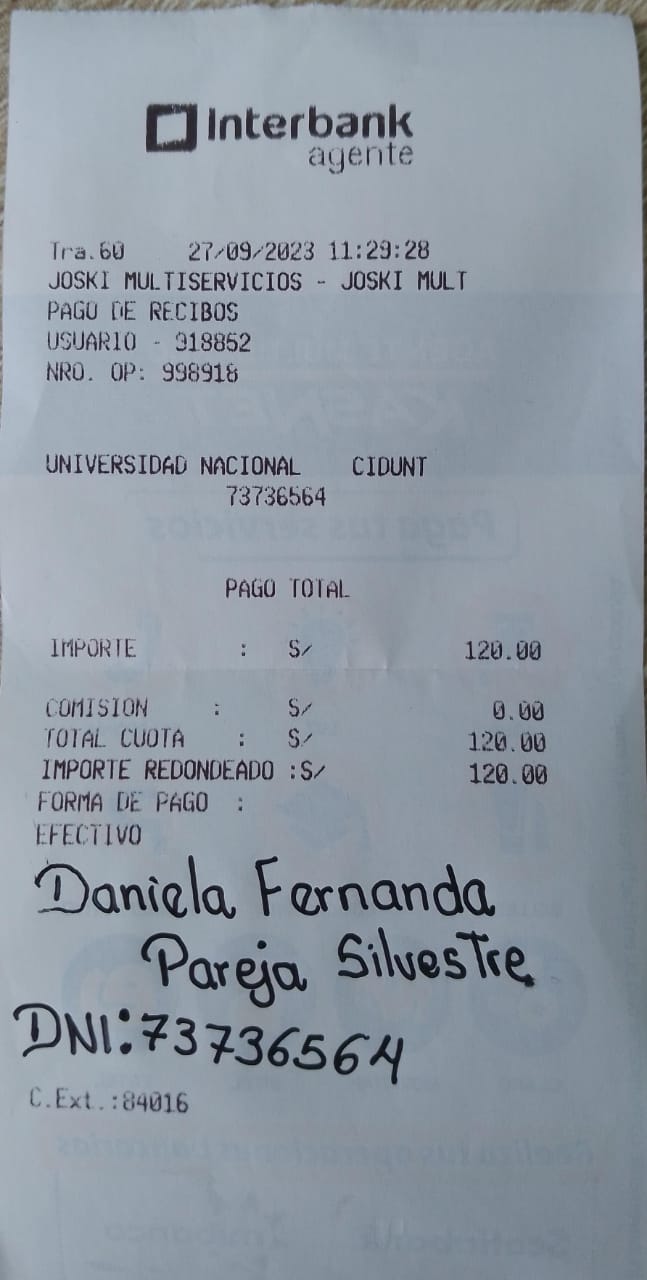 Interbank
agente
Tra.60 27/09/2023 11:29:28
JOSKI MULTISERVICIOS - JOSKI MULT
PAGO DE RECIBOS
USUARIO - 918852
NRO. OP: 998918
UNIVERSIDAD NACIONAL CIDUNT
73736564
PAGO TOTAL
IMPORTE : S/ 120.00
COMISION : S/ 0.00
TOTAL CUOTA : S/ 120.00
IMPORTE REDONDEADO :S/ 120.00
FORMA DE PAGO :
EFECTIVO
Daniela Fernanda
Pareja Silvestre
DNI:73736564
C.Ext.:84016